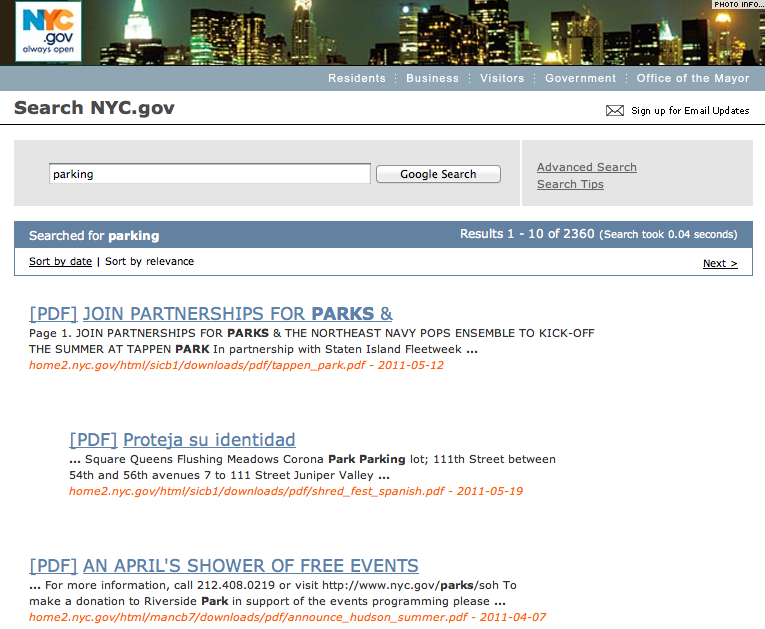 PHOTO INFO...
NYC
.gov
always open
Residents : Business : Visitors : Government : Office of the Mayor
Search NYC.gov
Sign up for Email Updates
parking
Google Search
Advanced Search
Search Tips
Searched for parking
Results 1 - 10 of 2360 (Search took 0.04 seconds)
Sort by date | Sort by relevance
Next >
[PDF] JOIN PARTNERSHIPS FOR PARKS &
Page 1. JOIN PARTNERSHIPS FOR PARKS & THE NORTHEAST NAVY POPS ENSEMBLE TO KICK-OFF
THE SUMMER AT TAPPEN PARK In partnership with Staten Island Fleetweek ...
home2.nyc.gov/html/sicb1/downloads/pdf/tappen_park.pdf - 2011-05-12
[PDF] Proteja su identidad
... Square Queens Flushing Meadows Corona Park Parking lot; 111th Street between
54th and 56th avenues 7 to 111 Street Juniper Valley ...
home2.nyc.gov/html/sicb1/downloads/pdf/shred_fest_spanish.pdf - 2011-05-19
[PDF] AN APRIL'S SHOWER OF FREE EVENTS
... For more information, call 212.408.0219 or visit http://www.nyc.gov/parks/soh To
make a donation to Riverside Park in support of the events programming please ...
home2.nyc.gov/html/mancb7/downloads/pdf/announce_hudson_summer.pdf - 2011-04-07